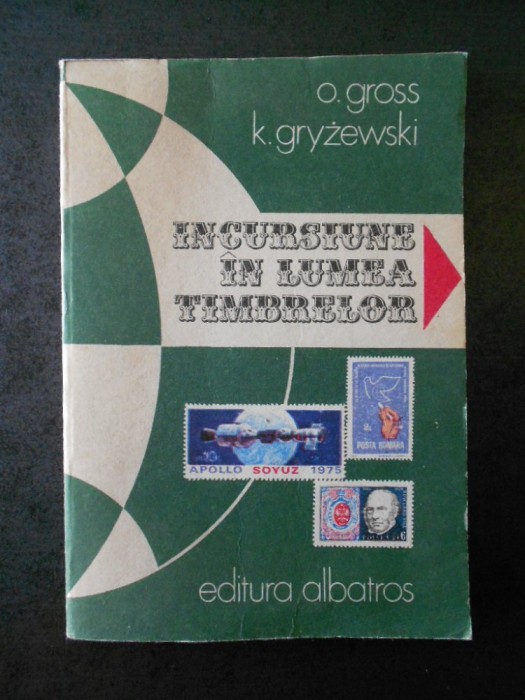 o. gross
k. gryżewski
INCURSIUNE
ÎN LUMEA
TIMBRELOR
POSTA ROMANA
APOLLO SOYUZ 1975
editura albatros